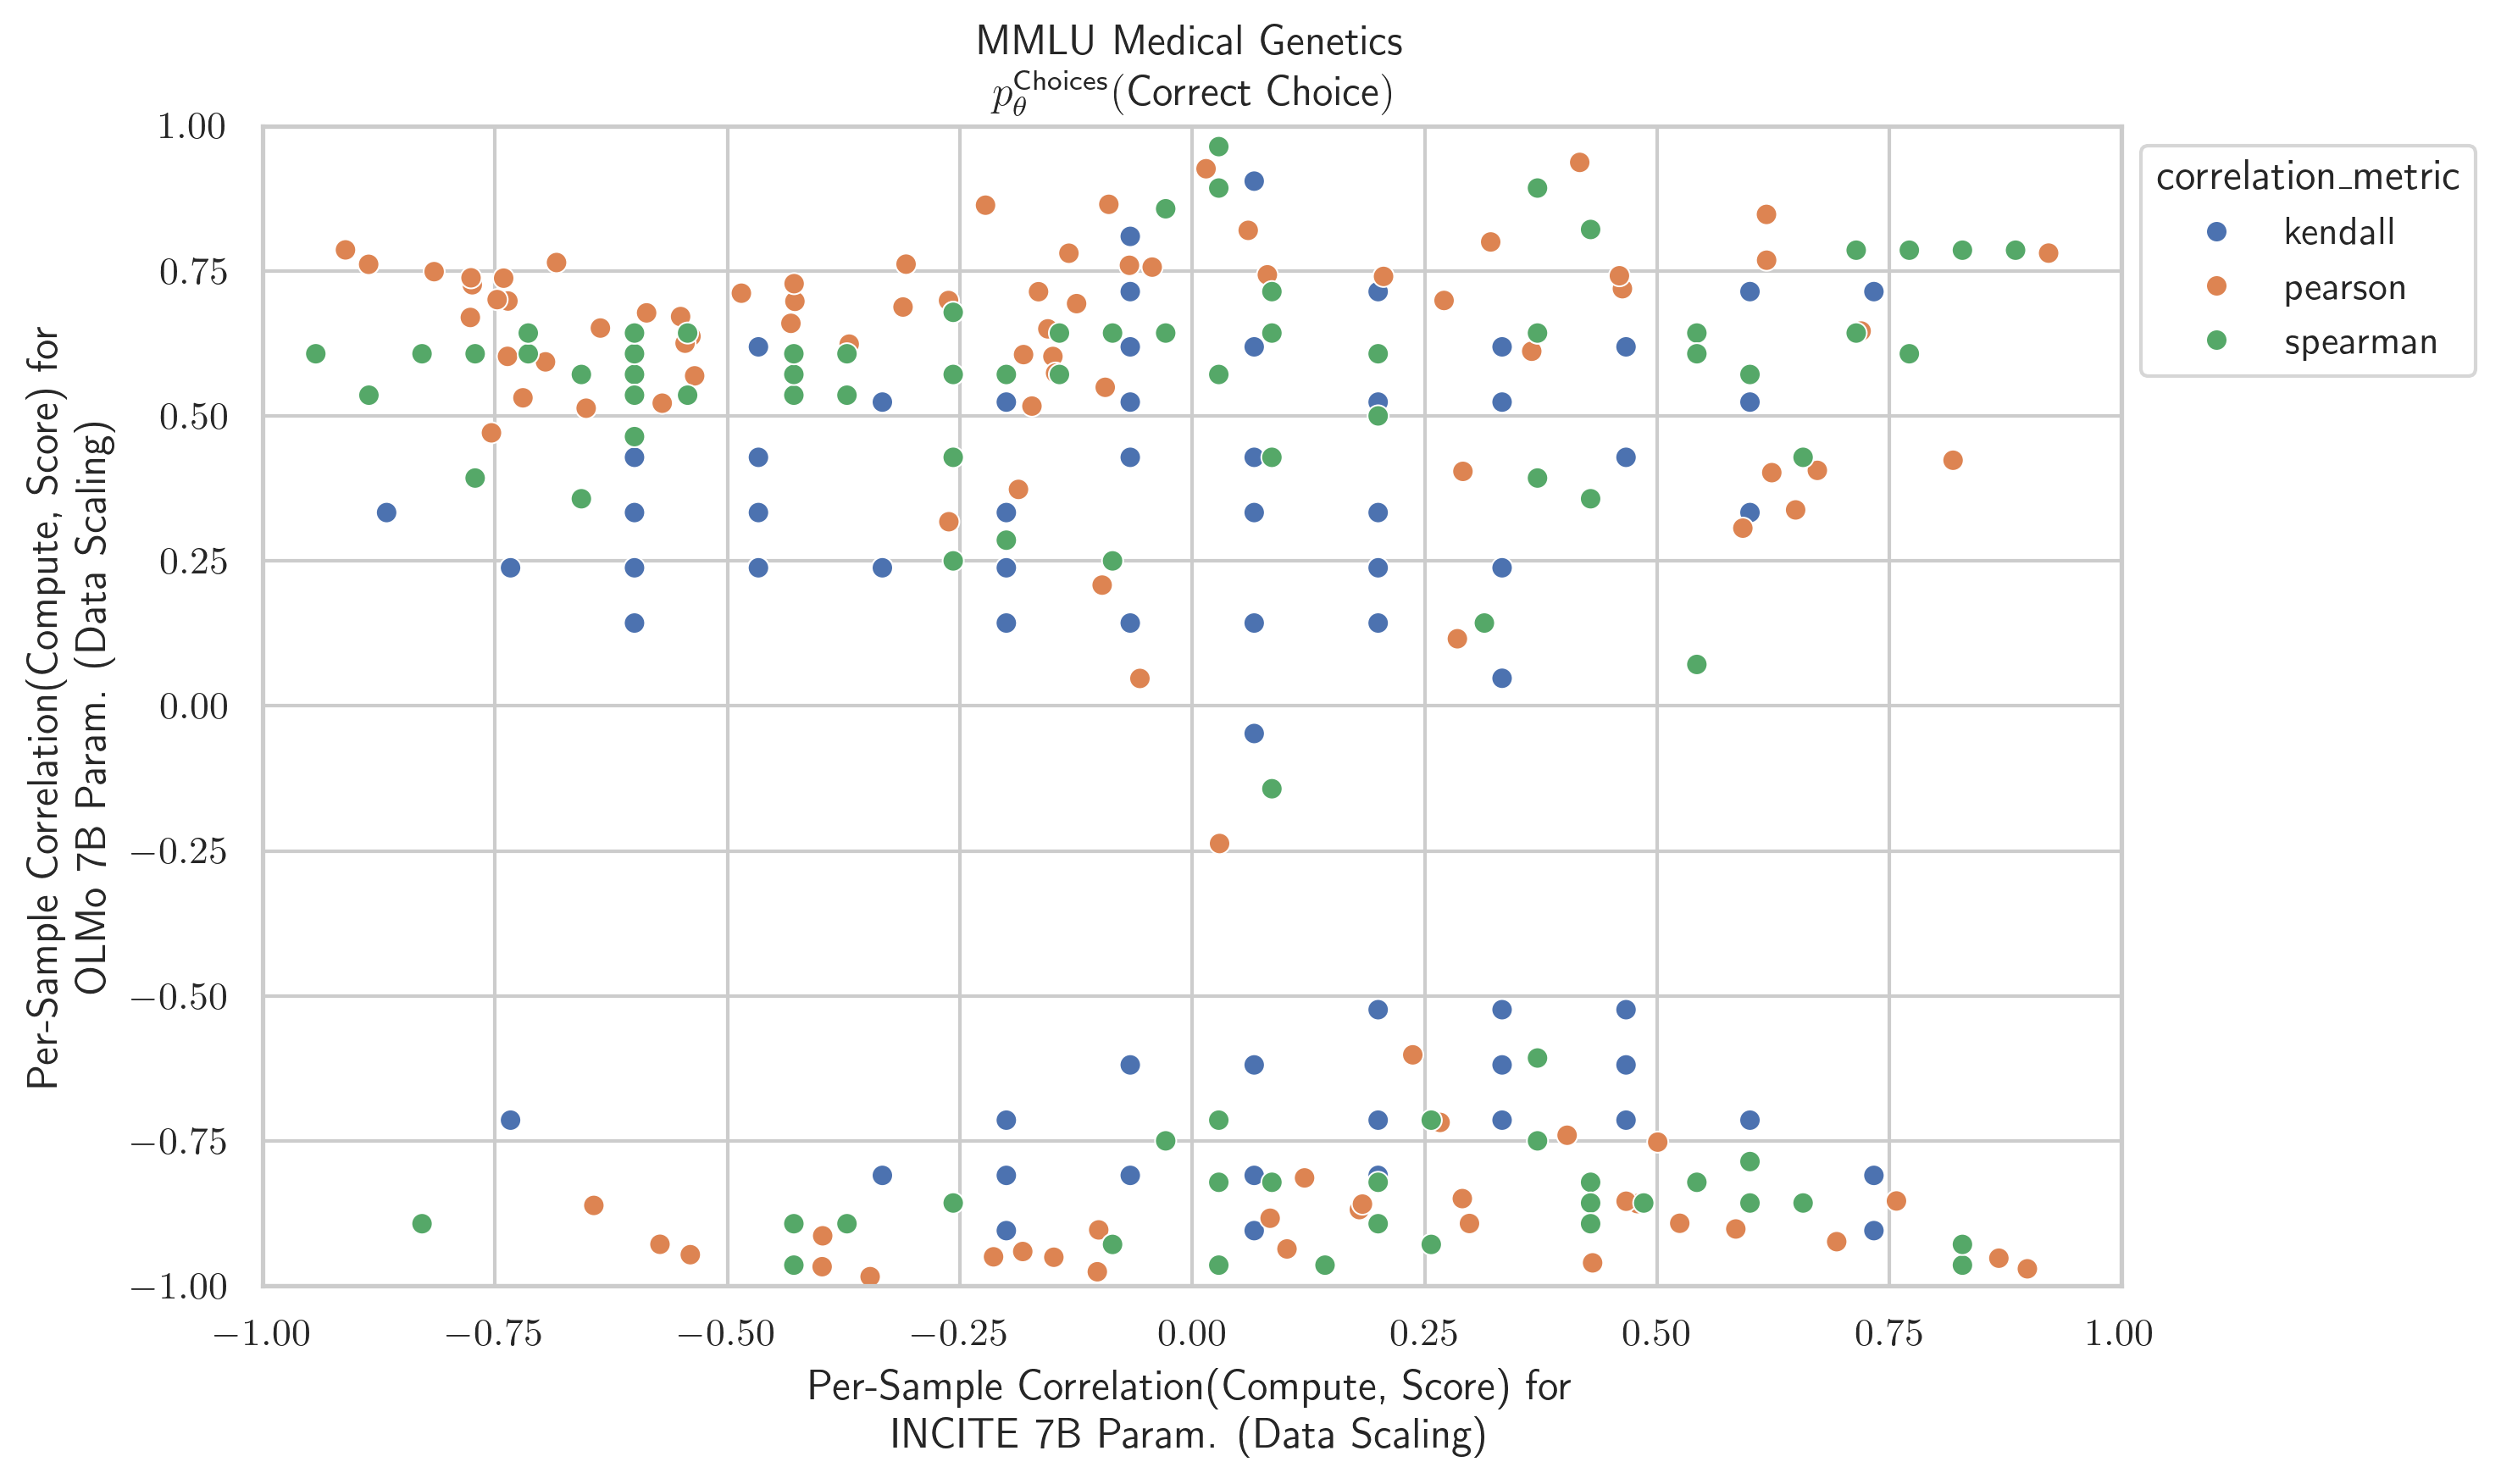 MMLU Medical Genetics
p_θ^Choices(Correct Choice)
1.00
0.75
0.50
0.25
0.00
−0.25
−0.50
−0.75
−1.00
Per-Sample Correlation(Compute, Score) for
OLMo 7B Param. (Data Scaling)
−1.00 −0.75 −0.50 −0.25 0.00 0.25 0.50 0.75 1.00
Per-Sample Correlation(Compute, Score) for
INCITE 7B Param. (Data Scaling)
correlation_metric
kendall
pearson
spearman